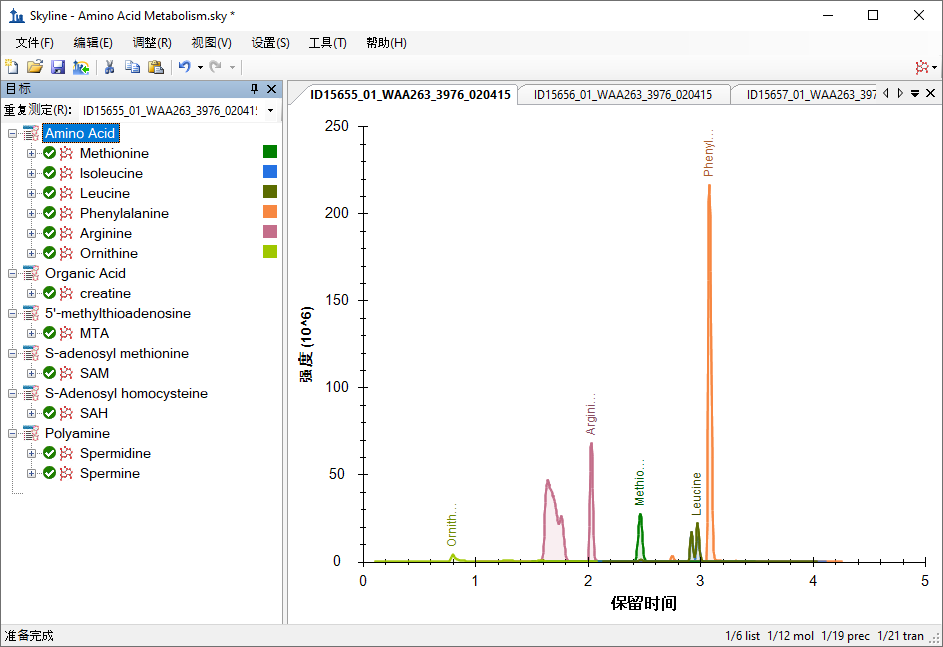 Skyline - Amino Acid Metabolism.sky *
文件(F) 编辑(E) 调整(R) 视图(V) 设置(S) 工具(T) 帮助(H)
目标
重复测定(R): ID15655_01_WAA263_3976_020415
Amino Acid
Methionine
Isoleucine
Leucine
Phenylalanine
Arginine
Ornithine
Organic Acid
creatine
5'-methylthioadenosine
MTA
S-adenosyl methionine
SAM
S-Adenosyl homocysteine
SAH
Polyamine
Spermidine
Spermine
ID15655_01_WAA263_3976_020415 ID15656_01_WAA263_3976_020415 ID15657_01_WAA263_397
250
200
150
100
50
0
强度 (10^6)
Ornith...
Argini...
Methio...
Leucine
Phenyl...
0 1 2 3 4 5
保留时间
准备完成 1/6 list 1/12 mol 1/19 prec 1/21 tran